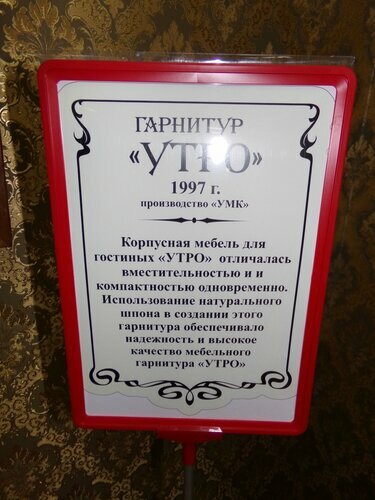 ГАРНИТУР
«УТРО»
1997 г.
производство «УМК»
Корпусная мебель для
гостиных «УТРО» отличалась
вместительностью и и
компактностью одновременно.
Использование натурального
шпона в создании этого
гарнитура обеспечивало
надежность и высокое
качество мебельного
гарнитура «УТРО»